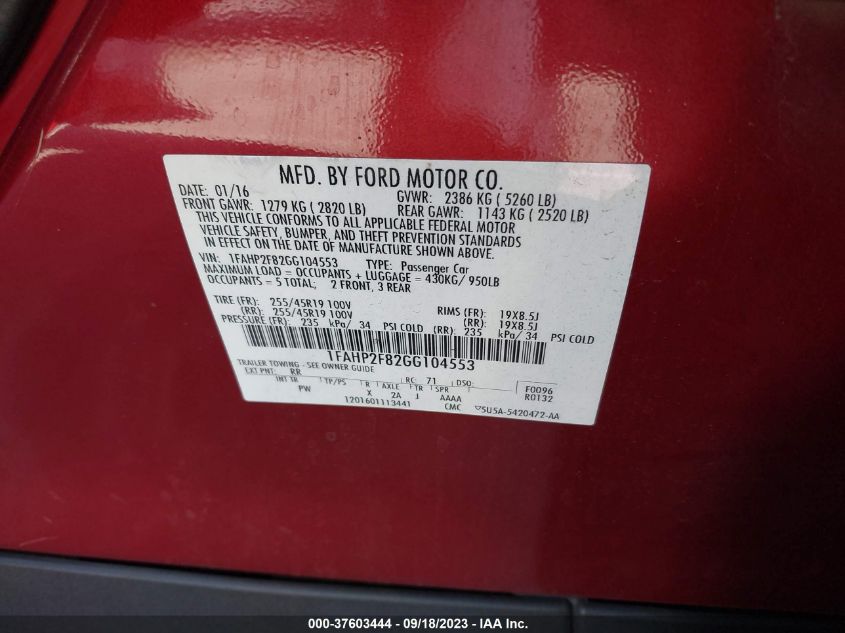 MFD. BY FORD MOTOR CO.
DATE: 01/16 GVWR: 2386 KG ( 5260 LB)
FRONT GAWR: 1279 KG ( 2820 LB) REAR GAWR: 1143 KG ( 2520 LB)
THIS VEHICLE CONFORMS TO ALL APPLICABLE FEDERAL MOTOR
VEHICLE SAFETY, BUMPER, AND THEFT PREVENTION STANDARDS
IN EFFECT ON THE DATE OF MANUFACTURE SHOWN ABOVE.
VIN: 1FAHP2F82GG104553 TYPE: Passenger Car
MAXIMUM LOAD = OCCUPANTS + LUGGAGE = 430KG/ 950LB
OCCUPANTS = 5 TOTAL; 2 FRONT, 3 REAR
TIRE (FR): 255/45R19 100V RIMS (FR): 19X8.5J
(RR): 255/45R19 100V (RR): 19X8.5J
PRESSURE (FR): 235 kPa/ 34 PSI COLD (RR): 235 kPa/ 34 PSI COLD
1FAHP2F82GG104553
TRAILER TOWING - SEE OWNER GUIDE
EXT PNT: RR RC: 71 DSO: F0096
INT TR TP/PS R AXLE TR SPR R0132
PW X 2A J AAAA
1201601113441 CMC 5U5A-5420472-AA
000-37603444 - 09/18/2023 - IAA Inc.